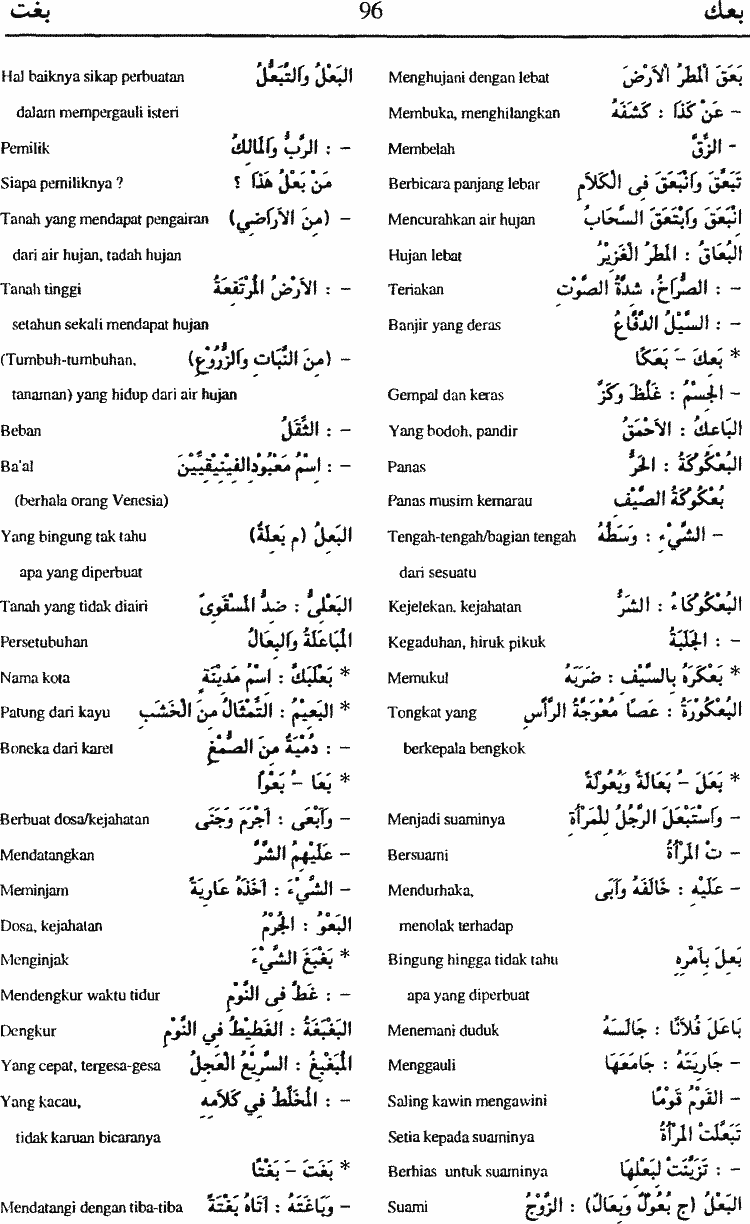 بعك 96 بغت
بَعَقَ الْمَطَرُ الْأَرْضَ Menghujani dengan lebat
– عَنْ كَذَا : كَشَفَهُ Membuka, menghilangkan
– الزِّقَّ Membelah
تَبَعَّقَ وَانْبَعَقَ فِى الْكَلَامِ Berbicara panjang lebar
انْبَعَقَ وَابْتَعَقَ السَّحَابُ Mencurahkan air hujan
الْبُعَاقُ : الْمَطَرُ الْغَزِيْرُ Hujan lebat
– : الصُّرَاخُ، شِدَّةُ الصَّوْتِ Teriakan
– : السَّيْلُ الدَّفَّاعُ Banjir yang deras
* بَعِكَ – بَعَكًا
– الْجِسْمُ : غَلُظَ وَكَزَّ Gempal dan keras
الْبَاعِكُ : الْأَحْمَقُ Yang bodoh, pandir
الْبُعْكُوكَةُ : الْحَرُّ Panas
بُعْكُوكَةُ الصَّيْفِ Panas musim kemarau
– الشَّيْءِ : وَسَطُهُ Tengah-tengah/bagian tengah
dari sesuatu
الْبُعْكُوكَاءُ : الشَّرُّ Kejelekan, kejahatan
– : الْجَلَبَةُ Kegaduhan, hiruk pikuk
* بَعْكَرَهُ بِالسَّيْفِ : ضَرَبَهُ Memukul
الْبُعْكُوْرَةُ : عَصًا مُعْوَجَّةُ الرَّأْسِ Tongkat yang
berkepala bengkok
* بَعَلَ –ُ بَعَالَةً وَبُعُولَةً
– وَاسْتَبْعَلَ الرَّجُلُ لِلْمَرْأَةِ Menjadi suaminya
– تْ الْمَرْأَةُ Bersuami
– عَلَيْهِ : خَالَفَهُ وَأَبَى Mendurhaka,
menolak terhadap
بَعِلَ بِأَمْرِهِ Bingung hingga tidak tahu
apa yang diperbuat
بَاعَلَ فُلَانًا : جَالَسَهُ Menemani duduk
– جَارِيَتَهُ : جَامَعَهَا Menggauli
– الْقَوْمُ قَوْمًا Saling kawin mengawini
تَبَعَّلَتْ الْمَرْأَةُ Setia kepada suaminya
– : تَزَيَّنَتْ لِبَعْلِهَا Berhias untuk suaminya
الْبَعْلُ (ج بُعُوْلٌ وَبِعَالٌ) : الزَّوْجُ Suami
الْبَعْلُ وَالتَّبَعُّلُ Hal baiknya sikap perbuatan
dalam mempergauli isteri
– : الرَّبُّ وَالْمَالِكُ Pemilik
مَنْ بَعْلُ هَذَا ؟ Siapa pemiliknya ?
– (مِنَ الْأَرَاضِي) Tanah yang mendapat pengairan
dari air hujan, tadah hujan
– : الْأَرْضُ الْمُرْتَفِعَةُ Tanah tinggi
setahun sekali mendapat hujan
– (مِنَ النَّبَاتِ وَالزُّرُوْعِ) (Tumbuh-tumbuhan,
tanaman) yang hidup dari air hujan
– : الثِّقَلُ Beban
– : اسْمُ مَعْبُوْدِ الْفِيْنِيْقِيِّيْنَ Ba'al
(berhala orang Venesia)
الْبَعِلُ (م بَعِلَةٌ) Yang bingung tak tahu
apa yang diperbuat
الْبَعْلِيُّ : ضِدُّ الْمَسْقَوِىِّ Tanah yang tidak diairi
الْمُبَاعَلَةُ وَالْبِعَالُ Persetubuhan
* بَعْلَبَكُّ : اسْمُ مَدِيْنَةٍ Nama kota
* الْبَعِيْمُ : التِّمْثَالُ مِنَ الْخَشَبِ Patung dari kayu
– : دُمْيَةٌ مِنَ الصَّمْغِ Boneka dari karet
* بَعَا –ُ بَعْوًا
– وَأَبْعَى : أَجْرَمَ وَجَنَى Berbuat dosa/kejahatan
– عَلَيْهِمُ الشَّرَّ Mendatangkan
– الشَّيْءَ : أَخَذَهُ عَارِيَةً Meminjam
الْبَعْوُ : الْجُرْمُ Dosa, kejahatan
* بَغْبَغَ الشَّيْءَ Menginjak
– : غَطَّ فِى النَّوْمِ Mendengkur waktu tidur
الْبَغْبَغَةُ : الْغَطِيْطُ فِي النَّوْمِ Dengkur
الْمُبَغْبِغُ : السَّرِيْعُ الْعَجِلُ Yang cepat, tergesa-gesa
– : الْمُخَلِّطُ فِي كَلَامِهِ Yang kacau,
tidak karuan bicaranya
* بَغَتَ – بَغْتًا
– وَبَاغَتَهُ : أَتَاهُ بَغْتَةً Mendatangi dengan tiba-tiba